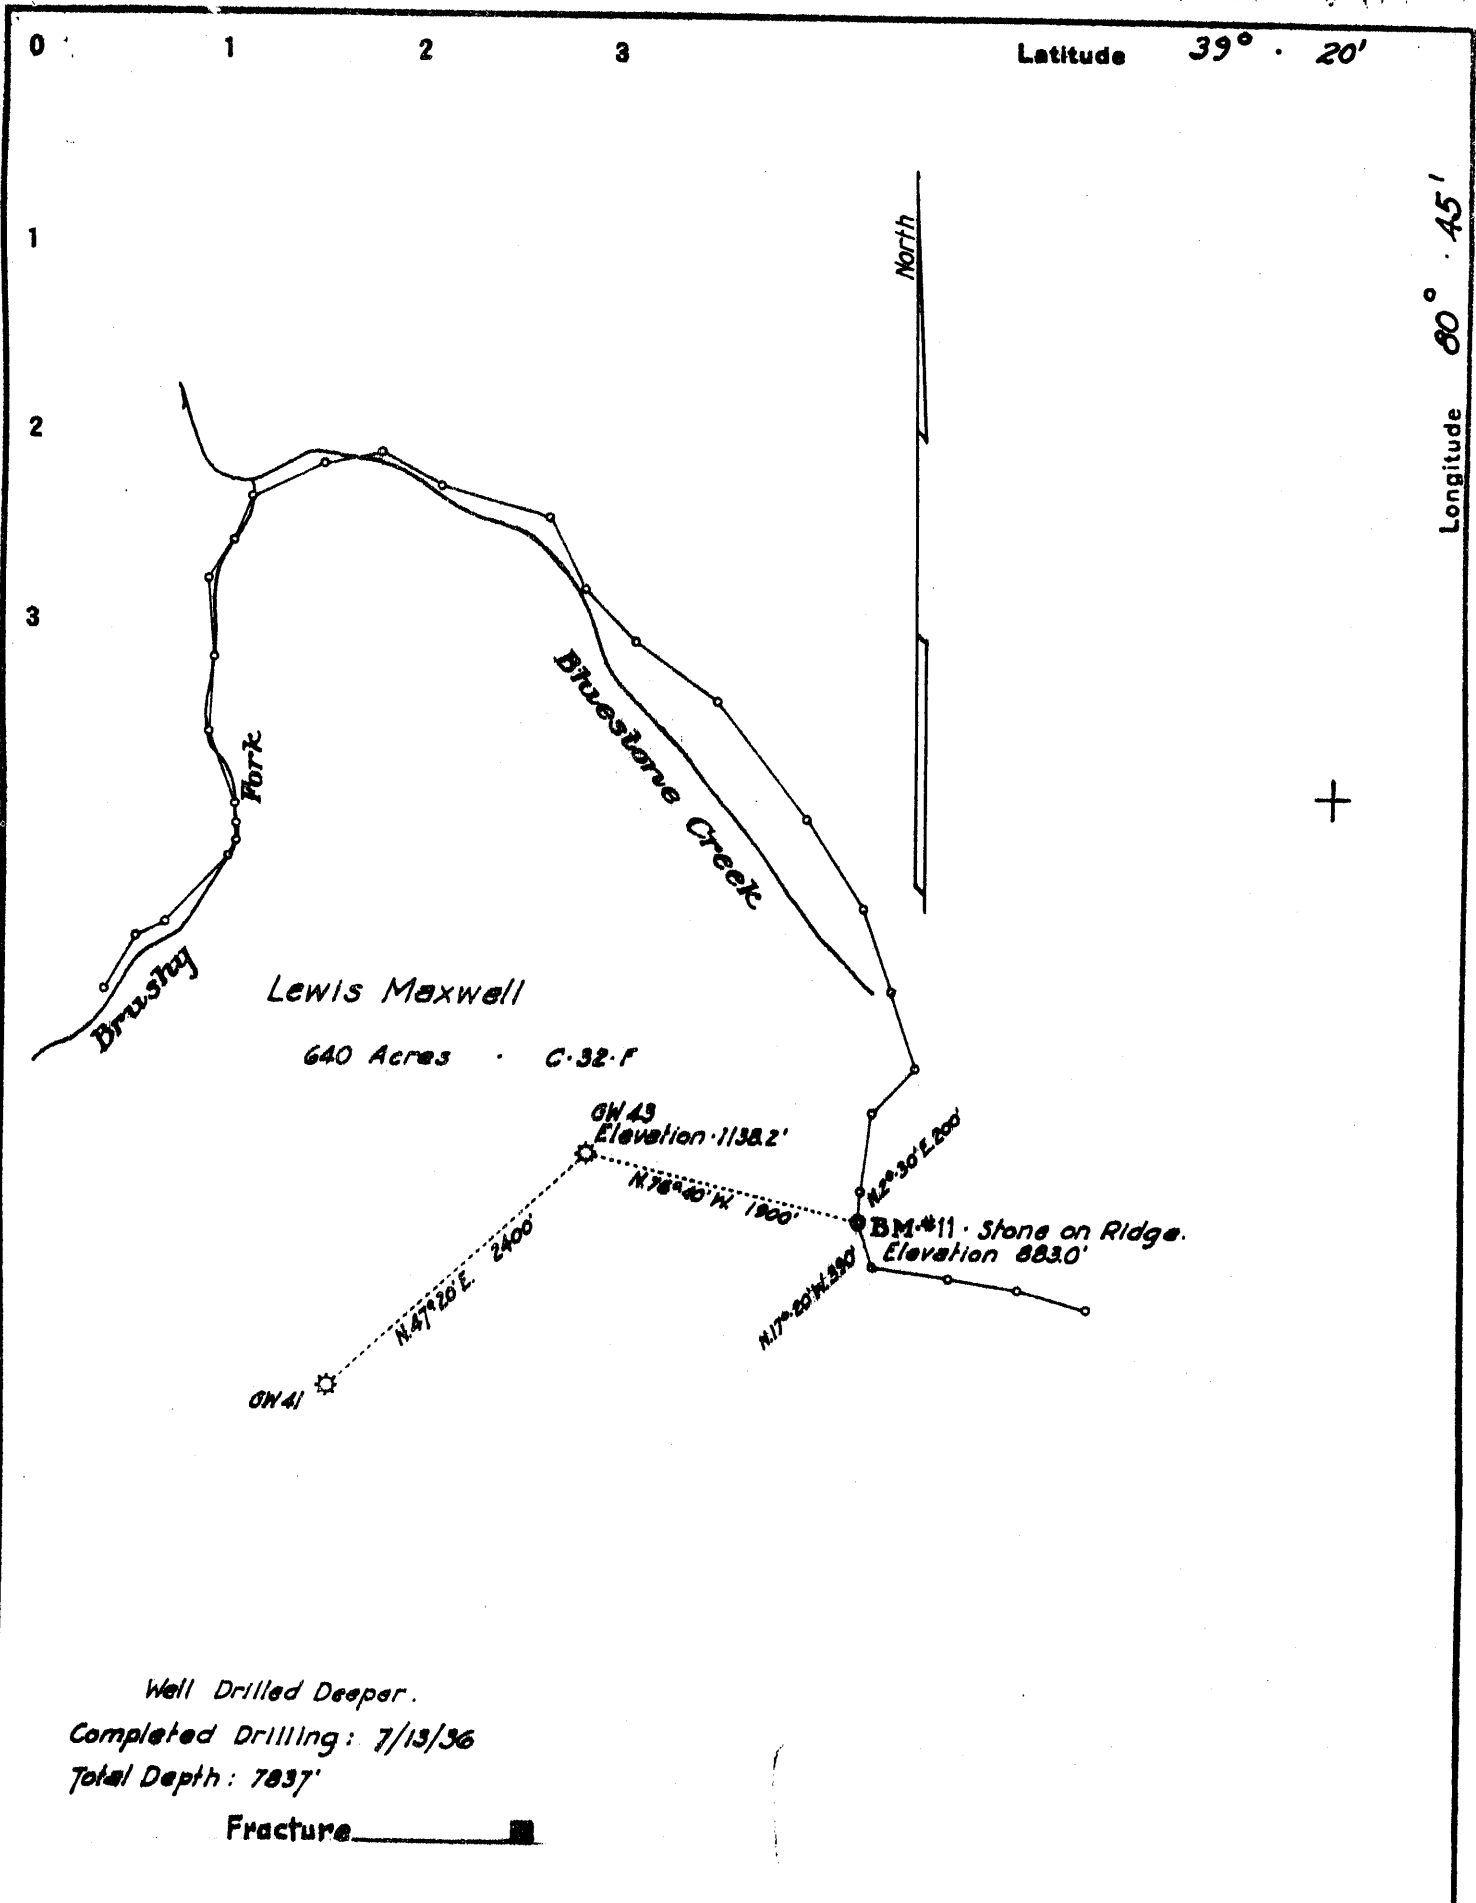 0 1 2 3 Latitude 39° · 20'
Longitude 80° · 45'
1
2
3
North
Bluestone Creek
Brushy Fork
Lewis Maxwell
640 Acres · C·32·F
GW 43
Elevation·1138.2'
N.76°40'W. 1900'
N.2°·30'E.200'
BM·#11 · Stone on Ridge.
Elevation 883.0'
N.17°·20'W.390'
N.47°20'E. 2400'
GW 41
Well Drilled Deeper.
Completed Drilling: 7/13/36
Total Depth: 7837'
Fracture